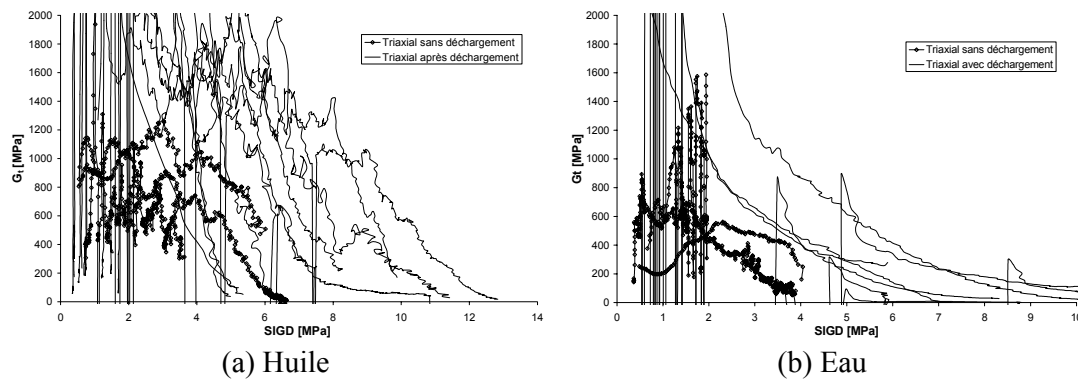 2000
1800
1600
1400
1200
1000
800
600
400
200
0
Gt [MPa]
0 2 4 6 8 10 12 14
SIGD [MPa]
Triaxial sans déchargement
Triaxial après déchargement
(a) Huile
2000
1800
1600
1400
1200
1000
800
600
400
200
0
Gt [MPa]
0 1 2 3 4 5 6 7 8 9 10
SIGD [MPa]
Triaxial sans déchargement
Triaxial avec déchargement
(b) Eau